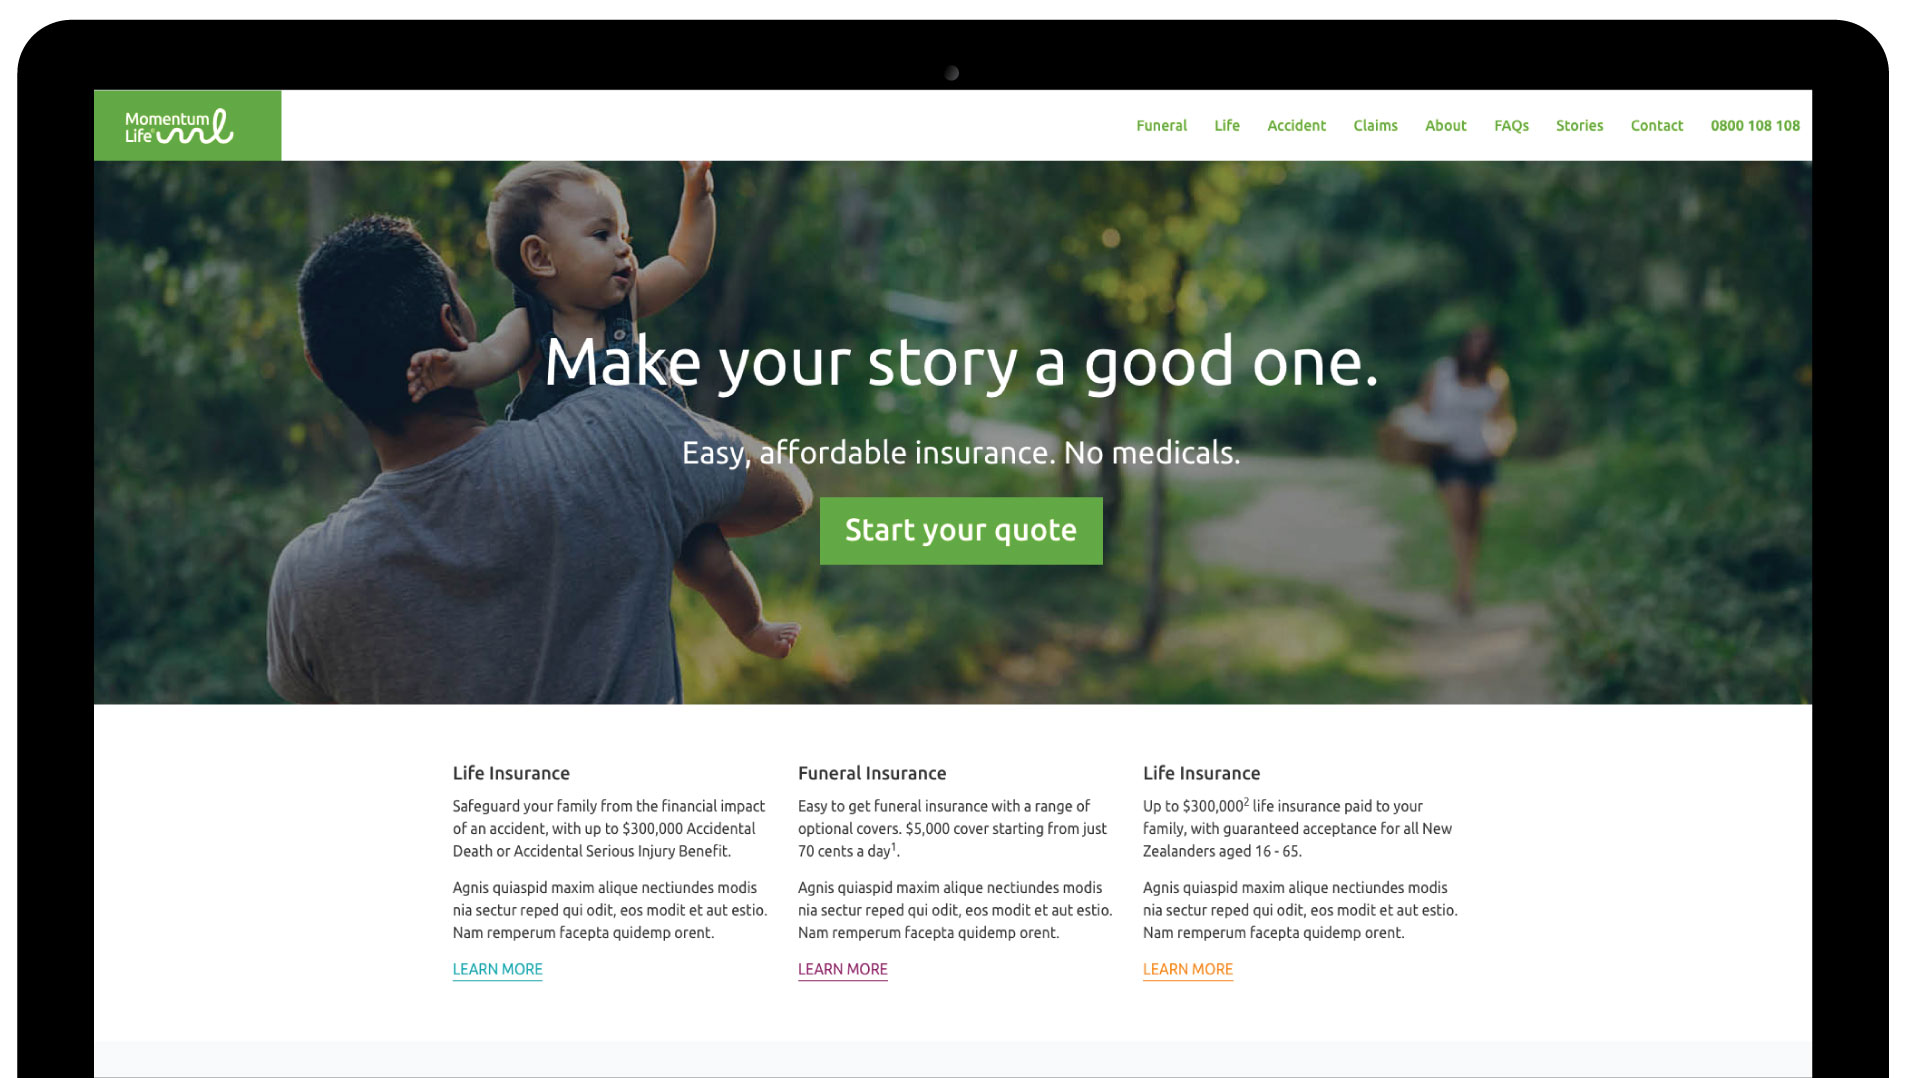 Momentum
Life®
Funeral Life Accident Claims About FAQs Stories Contact 0800 108 108
Make your story a good one.
Easy, affordable insurance. No medicals.
Start your quote
Life Insurance
Safeguard your family from the financial impact
of an accident, with up to $300,000 Accidental
Death or Accidental Serious Injury Benefit.
Agnis quiaspid maxim alique nectiundes modis
nia sectur reped qui odit, eos modit et aut estio.
Nam remperum facepta quidemp orent.
LEARN MORE
Funeral Insurance
Easy to get funeral insurance with a range of
optional covers. $5,000 cover starting from just
70 cents a day¹.
Agnis quiaspid maxim alique nectiundes modis
nia sectur reped qui odit, eos modit et aut estio.
Nam remperum facepta quidemp orent.
LEARN MORE
Life Insurance
Up to $300,000² life insurance paid to your
family, with guaranteed acceptance for all New
Zealanders aged 16 - 65.
Agnis quiaspid maxim alique nectiundes modis
nia sectur reped qui odit, eos modit et aut estio.
Nam remperum facepta quidemp orent.
LEARN MORE